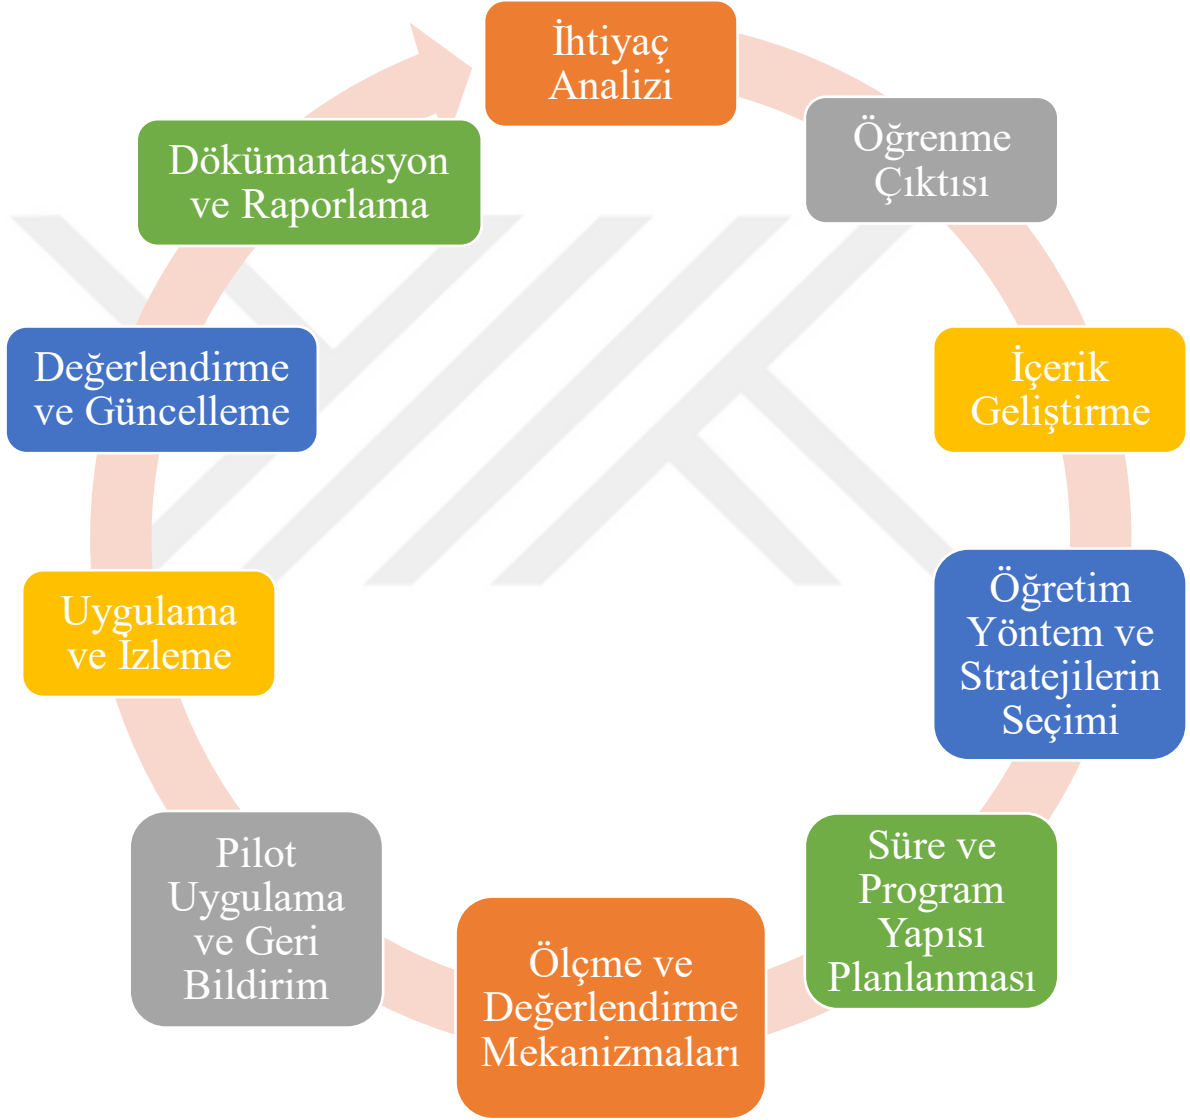 İhtiyaç
Analizi
Öğrenme
Çıktısı
İçerik
Geliştirme
Öğretim
Yöntem ve
Stratejilerin
Seçimi
Süre ve
Program
Yapısı
Planlanması
Ölçme ve
Değerlendirme
Mekanizmaları
Pilot
Uygulama
ve Geri
Bildirim
Uygulama
ve İzleme
Değerlendirme
ve Güncelleme
Dökümantasyon
ve Raporlama